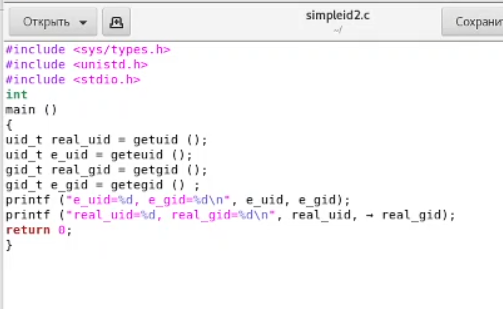 Открыть
simpleid2.c
~/
Сохрани
#include <sys/types.h>
#include <unistd.h>
#include <stdio.h>
int
main ()
{
uid_t real_uid = getuid ();
uid_t e_uid = geteuid ();
gid_t real_gid = getgid ();
gid_t e_gid = getegid () ;
printf ("e_uid=%d, e_gid=%d\n", e_uid, e_gid);
printf ("real_uid=%d, real_gid=%d\n", real_uid, → real_gid);
return 0;
}